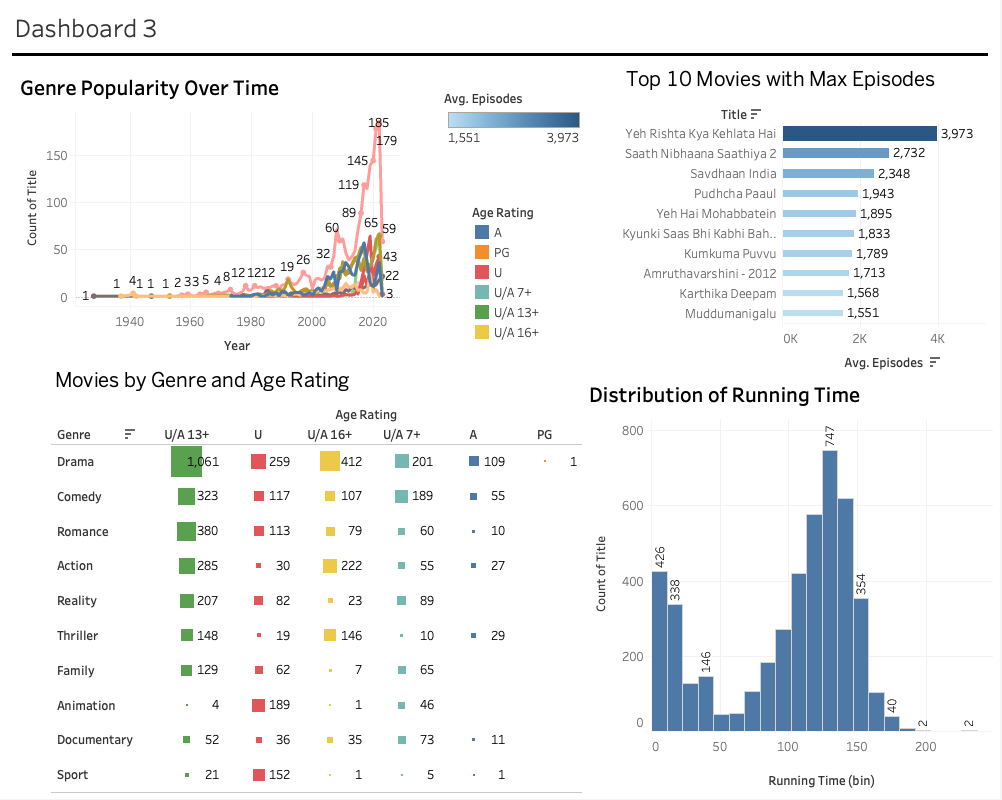 Dashboard 3
Genre Popularity Over Time
Count of Title
150
100
50
0
1 1 4 1 1 1 2 3 3 5 4 8 12 12 12 19 26 32 60 89 119 145 185 179 65 59 43 22 3
1940 1960 1980 2000 2020
Year
Avg. Episodes
1,551 3,973
Age Rating
A
PG
U
U/A 7+
U/A 13+
U/A 16+
Top 10 Movies with Max Episodes
Title
Yeh Rishta Kya Kehlata Hai 3,973
Saath Nibhaana Saathiya 2 2,732
Savdhaan India 2,348
Pudhcha Paaul 1,943
Yeh Hai Mohabbatein 1,895
Kyunki Saas Bhi Kabhi Bah.. 1,833
Kumkuma Puvvu 1,789
Amruthavarshini - 2012 1,713
Karthika Deepam 1,568
Muddumanigalu 1,551
0K 2K 4K
Avg. Episodes
Movies by Genre and Age Rating
Age Rating
Genre U/A 13+ U U/A 16+ U/A 7+ A PG
Drama 1,061 259 412 201 109 1
Comedy 323 117 107 189 55
Romance 380 113 79 60 10
Action 285 30 222 55 27
Reality 207 82 23 89
Thriller 148 19 146 10 29
Family 129 62 7 65
Animation 4 189 1 46
Documentary 52 36 35 73 11
Sport 21 152 1 5 1
Distribution of Running Time
Count of Title
800
600
400
200
0
426 338 146 747 354 40 2 2
0 50 100 150 200
Running Time (bin)